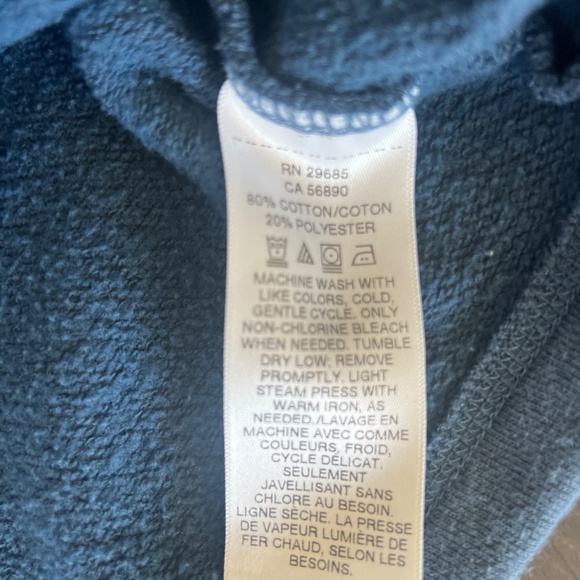 RN 29685
CA 56890
80% COTTON/COTON
20% POLYESTER
MACHINE WASH WITH
LIKE COLORS, COLD,
GENTLE CYCLE. ONLY
NON-CHLORINE BLEACH
WHEN NEEDED. TUMBLE
DRY LOW; REMOVE
PROMPTLY. LIGHT
STEAM PRESS WITH
WARM IRON, AS
NEEDED./LAVAGE EN
MACHINE AVEC COMME
COULEURS, FROID,
CYCLE DÉLICAT.
SEULEMENT
JAVELLISANT SANS
CHLORE AU BESOIN.
LIGNE SÈCHE. LA PRESSE
DE VAPEUR LUMIÈRE DE
FER CHAUD, SELON LES
BESOINS.